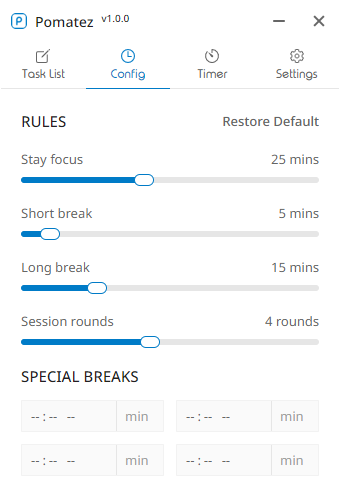 Pomatez v1.0.0
Task List Config Timer Settings
RULES Restore Default
Stay focus 25 mins
Short break 5 mins
Long break 15 mins
Session rounds 4 rounds
SPECIAL BREAKS
-- : -- -- min -- : -- -- min
-- : -- -- min -- : -- -- min